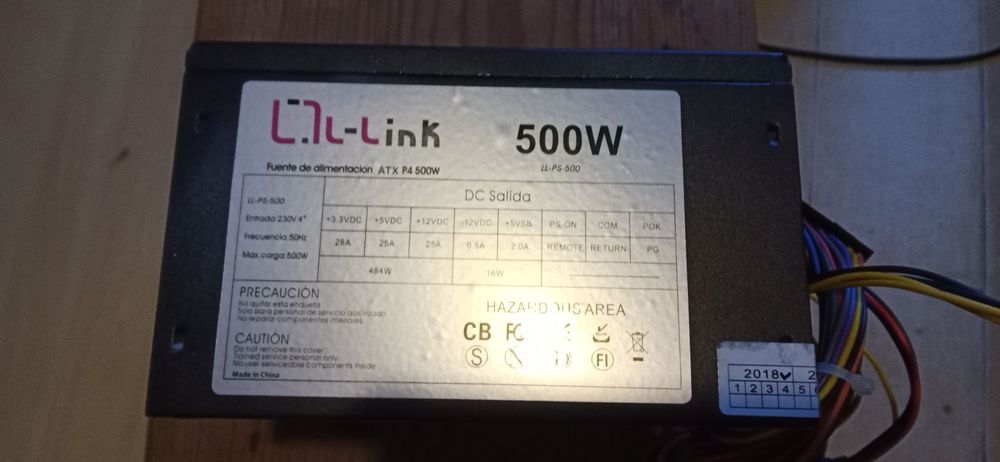 L.L-Link
500W
Fuente de alimentacion ATX P4 500W
LL-PS-500
LL-PS-500
DC Salida
Entrada:230V 4*
+3.3VDC +5VDC +12VDC -12VDC +5VSB PS-ON COM POK
Frecuencia:50Hz
28A 25A 25A 0.5A 2.0A REMOTE RETURN PG
Max.carga:500W
484W 16W
PRECAUCIÓN
No quitar esta etiqueta
Solo para personal de servicio autorizado
No reparar componentes interiores
HAZARDOUS AREA
CB FC
S FI
CAUTIÓN
Do not remove this cover
Trained service personal only
No user serviceable components inside
Made in China
2018 2
1 2 3 4 5